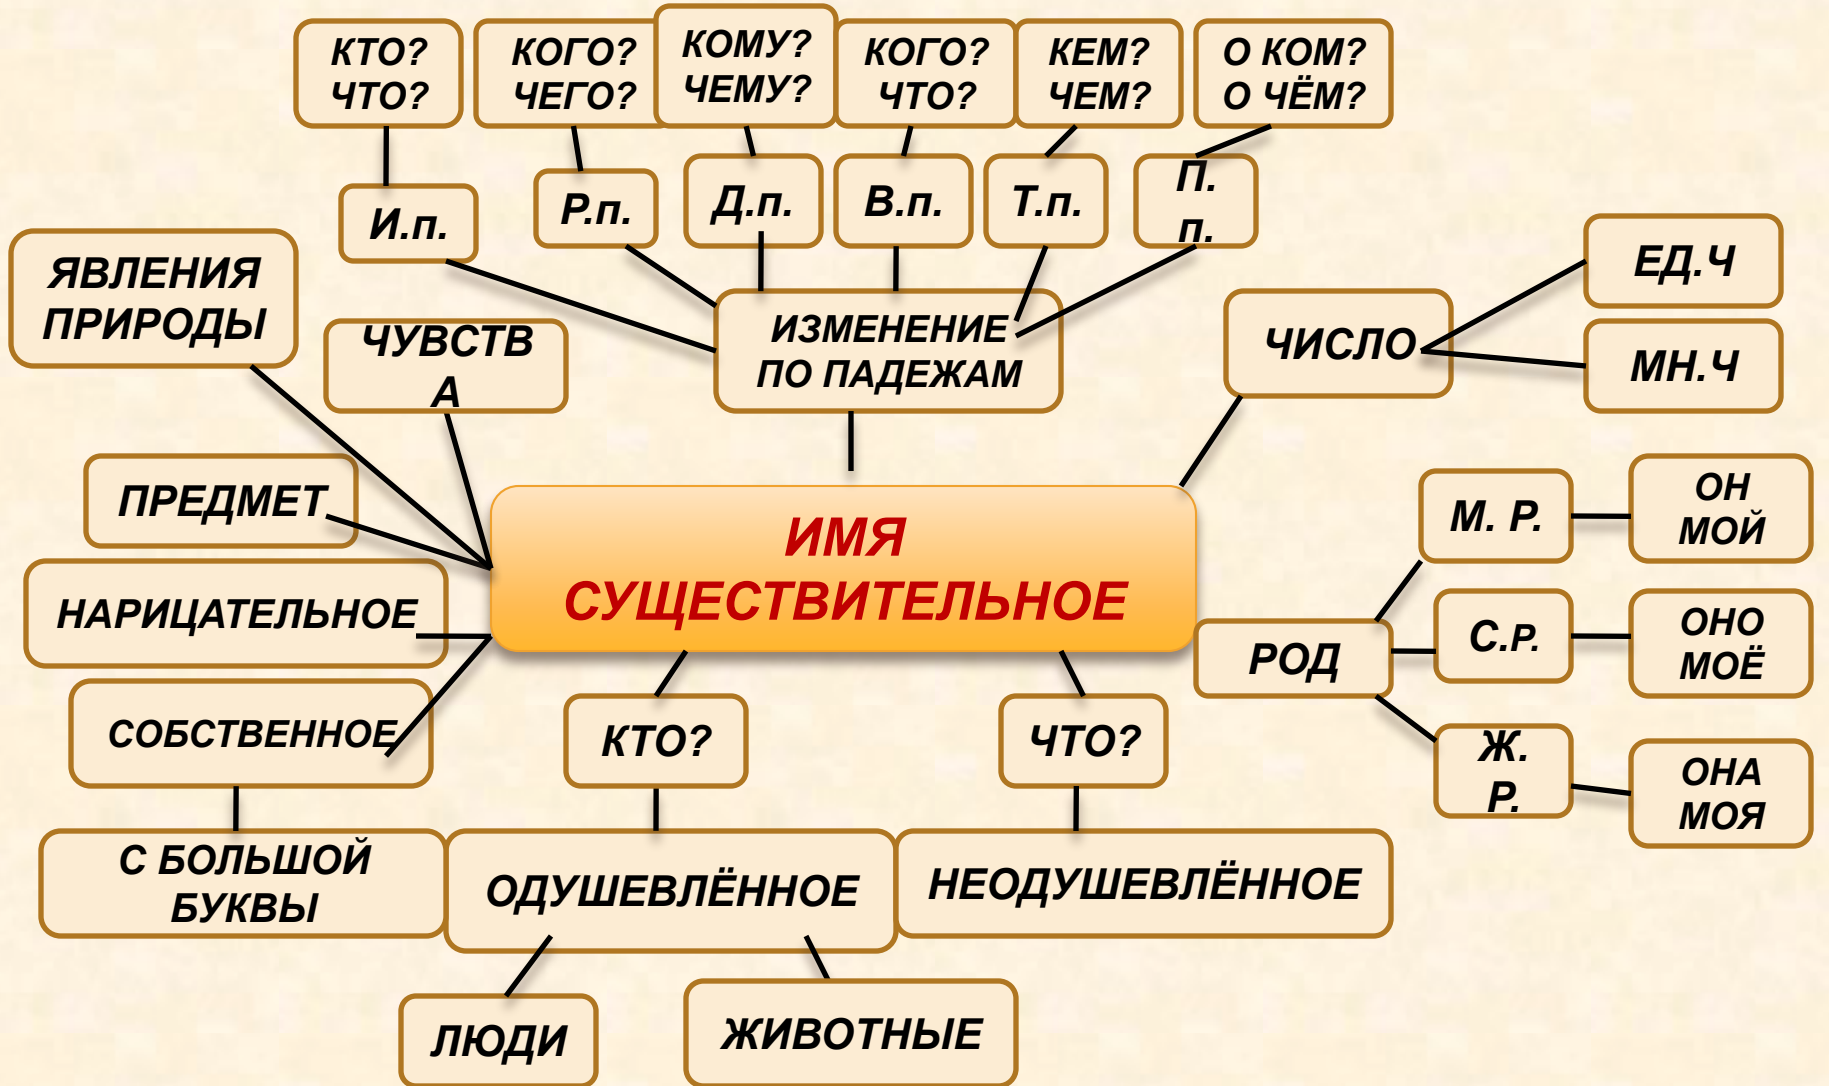 КТО?
ЧТО?
КОГО?
ЧЕГО?
КОМУ?
ЧЕМУ?
КОГО?
ЧТО?
КЕМ?
ЧЕМ?
О КОМ?
О ЧЁМ?
И.п.
Р.п.
Д.п.
В.п.
Т.п.
П.
п.
ЯВЛЕНИЯ
ПРИРОДЫ
ЧУВСТВ
А
ИЗМЕНЕНИЕ
ПО ПАДЕЖАМ
ЧИСЛО
ЕД.Ч
МН.Ч
ПРЕДМЕТ
ИМЯ
СУЩЕСТВИТЕЛЬНОЕ
М. Р.
ОН
МОЙ
НАРИЦАТЕЛЬНОЕ
РОД
С.Р.
ОНО
МОЁ
СОБСТВЕННОЕ
КТО?
ЧТО?
Ж.
Р.
ОНА
МОЯ
С БОЛЬШОЙ
БУКВЫ
ОДУШЕВЛЁННОЕ
НЕОДУШЕВЛЁННОЕ
ЛЮДИ
ЖИВОТНЫЕ